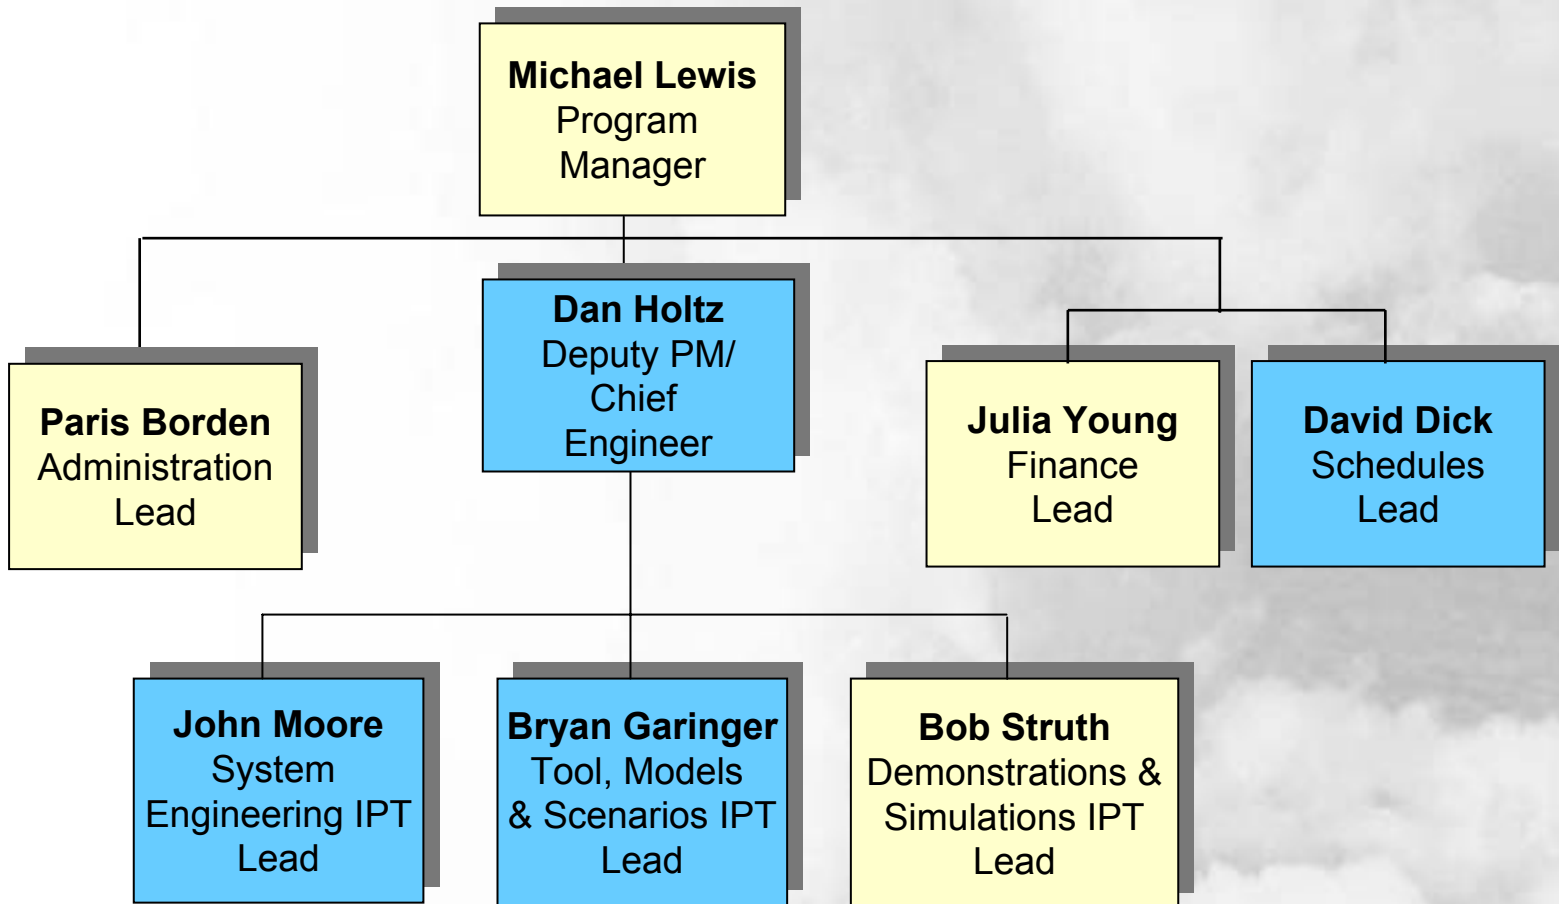 Michael Lewis
Program
Manager
Dan Holtz
Deputy PM/
Chief
Engineer
Paris Borden
Administration
Lead
Julia Young
Finance
Lead
David Dick
Schedules
Lead
John Moore
System
Engineering IPT
Lead
Bryan Garinger
Tool, Models
& Scenarios IPT
Lead
Bob Struth
Demonstrations &
Simulations IPT
Lead